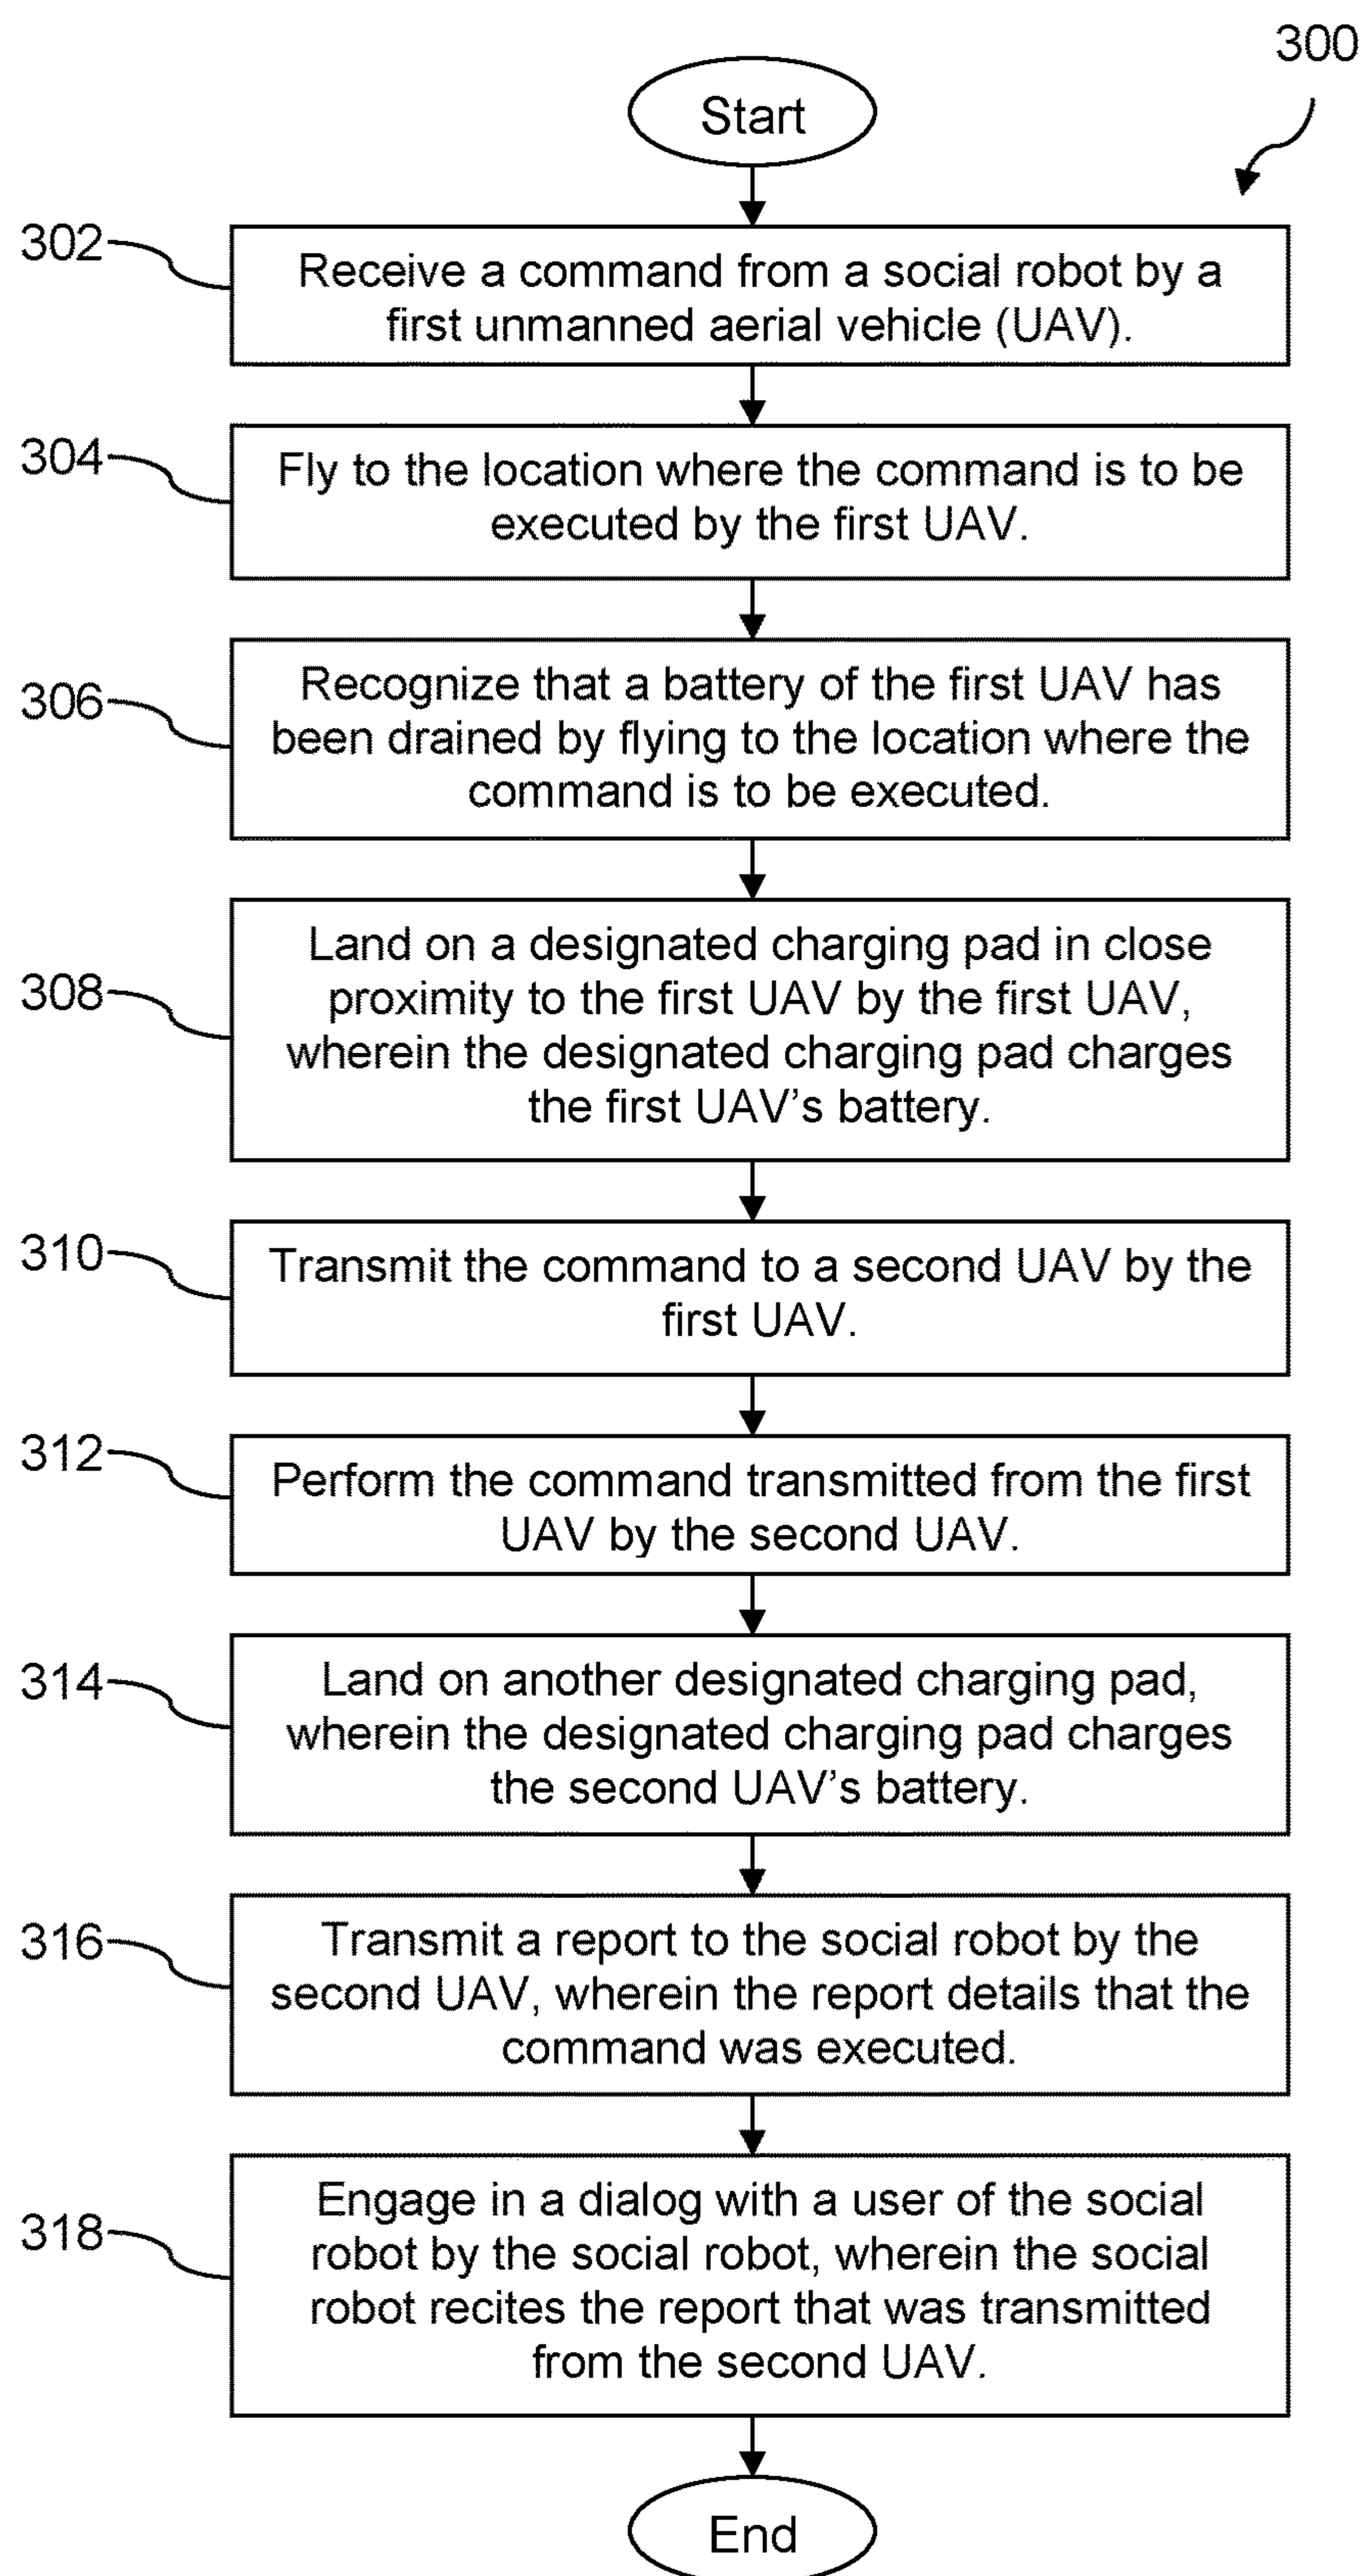 300
Start
302
Receive a command from a social robot by a
first unmanned aerial vehicle (UAV).
304
Fly to the location where the command is to be
executed by the first UAV.
306
Recognize that a battery of the first UAV has
been drained by flying to the location where the
command is to be executed.
308
Land on a designated charging pad in close
proximity to the first UAV by the first UAV,
wherein the designated charging pad charges
the first UAV’s battery.
310
Transmit the command to a second UAV by the
first UAV.
312
Perform the command transmitted from the first
UAV by the second UAV.
314
Land on another designated charging pad,
wherein the designated charging pad charges
the second UAV’s battery.
316
Transmit a report to the social robot by the
second UAV, wherein the report details that the
command was executed.
318
Engage in a dialog with a user of the social
robot by the social robot, wherein the social
robot recites the report that was transmitted
from the second UAV.
End